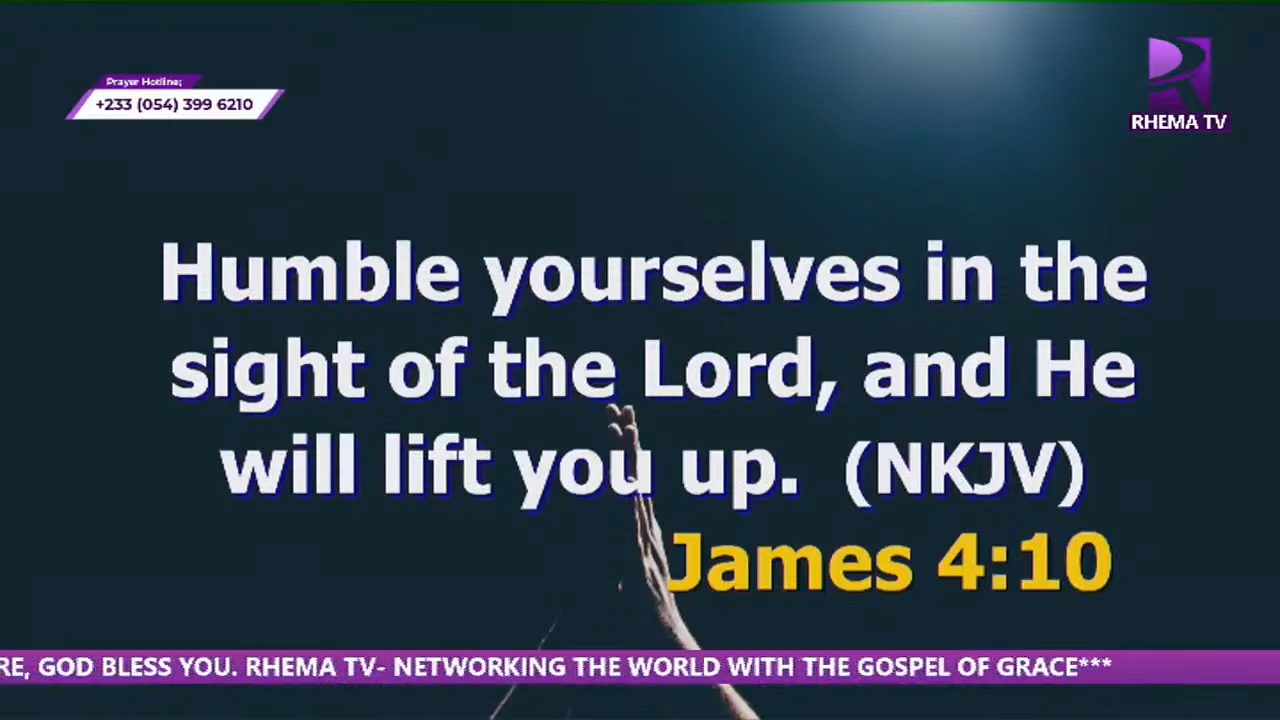 Prayer Hotline;
+233 (054) 399 6210
RHEMA TV
Humble yourselves in the
sight of the Lord, and He
will lift you up. (NKJV)
James 4:10
RE, GOD BLESS YOU. RHEMA TV- NETWORKING THE WORLD WITH THE GOSPEL OF GRACE***